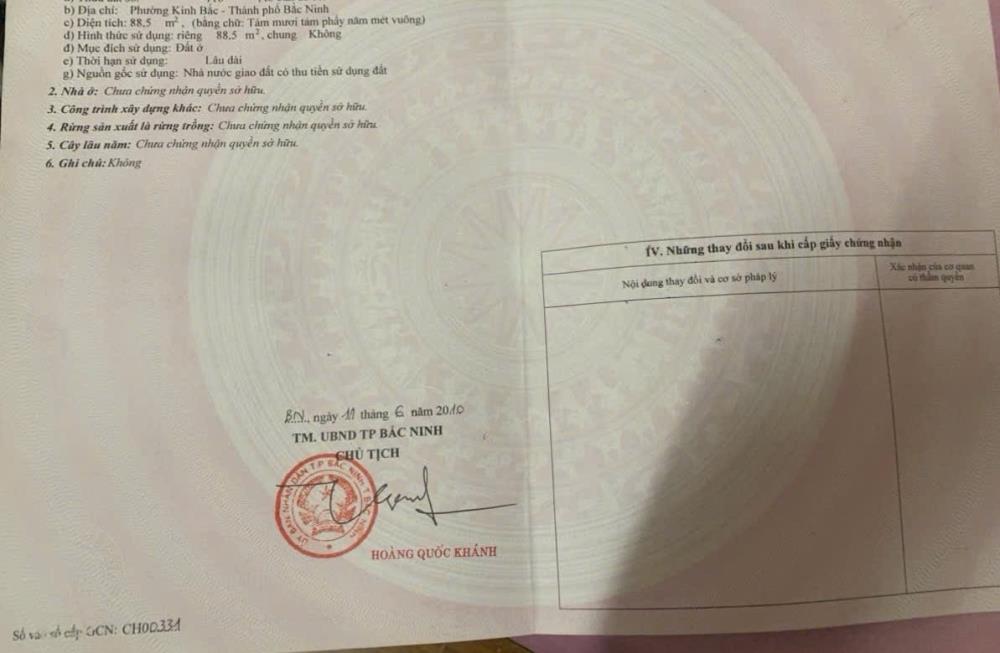 b) Địa chỉ: Phường Kinh Bắc - Thành phố Bắc Ninh
c) Diện tích: 88,5 m², (bằng chữ: Tám mươi tám phẩy năm mét vuông)
d) Hình thức sử dụng: riêng 88,5 m², chung Không
đ) Mục đích sử dụng: Đất ở
e) Thời hạn sử dụng: Lâu dài
g) Nguồn gốc sử dụng: Nhà nước giao đất có thu tiền sử dụng đất
2. Nhà ở: Chưa chứng nhận quyền sở hữu.
3. Công trình xây dựng khác: Chưa chứng nhận quyền sở hữu.
4. Rừng sản xuất là rừng trồng: Chưa chứng nhận quyền sở hữu.
5. Cây lâu năm: Chưa chứng nhận quyền sở hữu.
6. Ghi chú: Không
B.N., ngày 11 tháng 6 năm 2010
TM. UBND TP BẮC NINH
CHỦ TỊCH
ỦY BAN NHÂN DÂN T.P BẮC NINH T. BẮC NINH
HOÀNG QUỐC KHÁNH
Số vào sổ cấp GCN: CH00331
IV. Những thay đổi sau khi cấp giấy chứng nhận
Nội dung thay đổi và cơ sở pháp lý
Xác nhận của cơ quan
có thẩm quyền